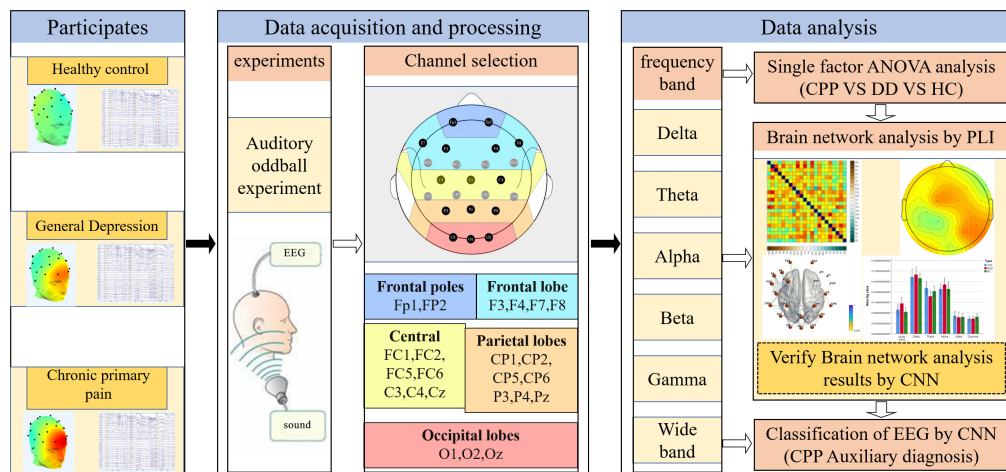 Participates
Healthy control
General Depression
Chronic primary
pain
Data acquisition and processing
experiments
Auditory
oddball
experiment
EEG
sound
Channel selection
Frontal poles
Fp1,FP2
Frontal lobe
F3,F4,F7,F8
Central
FC1,FC2,
FC5,FC6
C3,C4,Cz
Parietal lobes
CP1,CP2,
CP5,CP6
P3,P4,Pz
Occipital lobes
O1,O2,Oz
Data analysis
frequency
band
Delta
Theta
Alpha
Beta
Gamma
Wide
band
Single factor ANOVA analysis
(CPP VS DD VS HC)
Brain network analysis by PLI
Verify Brain network analysis
results by CNN
Classification of EEG by CNN
(CPP Auxiliary diagnosis)